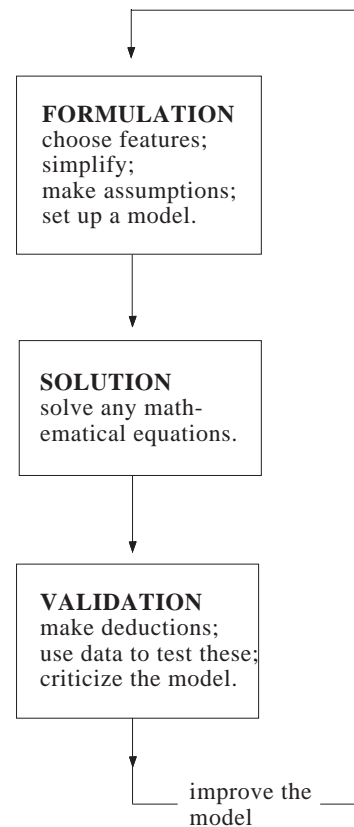 FORMULATION
choose features;
simplify;
make assumptions;
set up a model.
SOLUTION
solve any math-
ematical equations.
VALIDATION
make deductions;
use data to test these;
criticize the model.
improve the
model